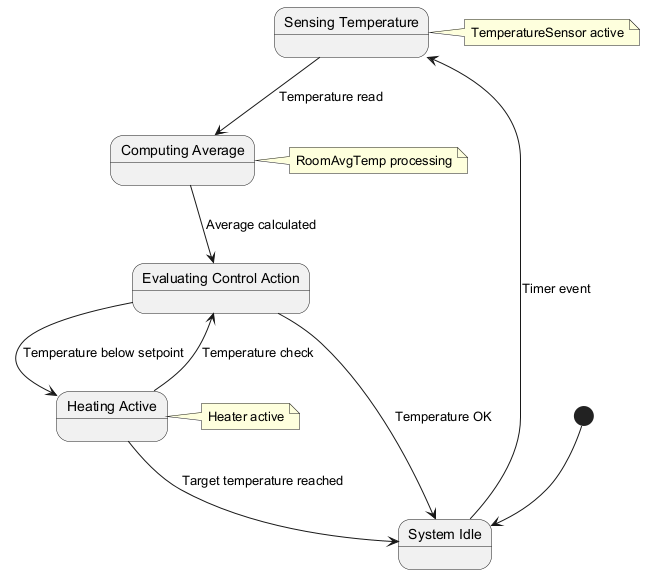 Sensing Temperature
TemperatureSensor active
Temperature read
Computing Average
RoomAvgTemp processing
Average calculated
Evaluating Control Action
Timer event
Temperature below setpoint
Temperature check
Heating Active
Heater active
Temperature OK
Target temperature reached
System Idle